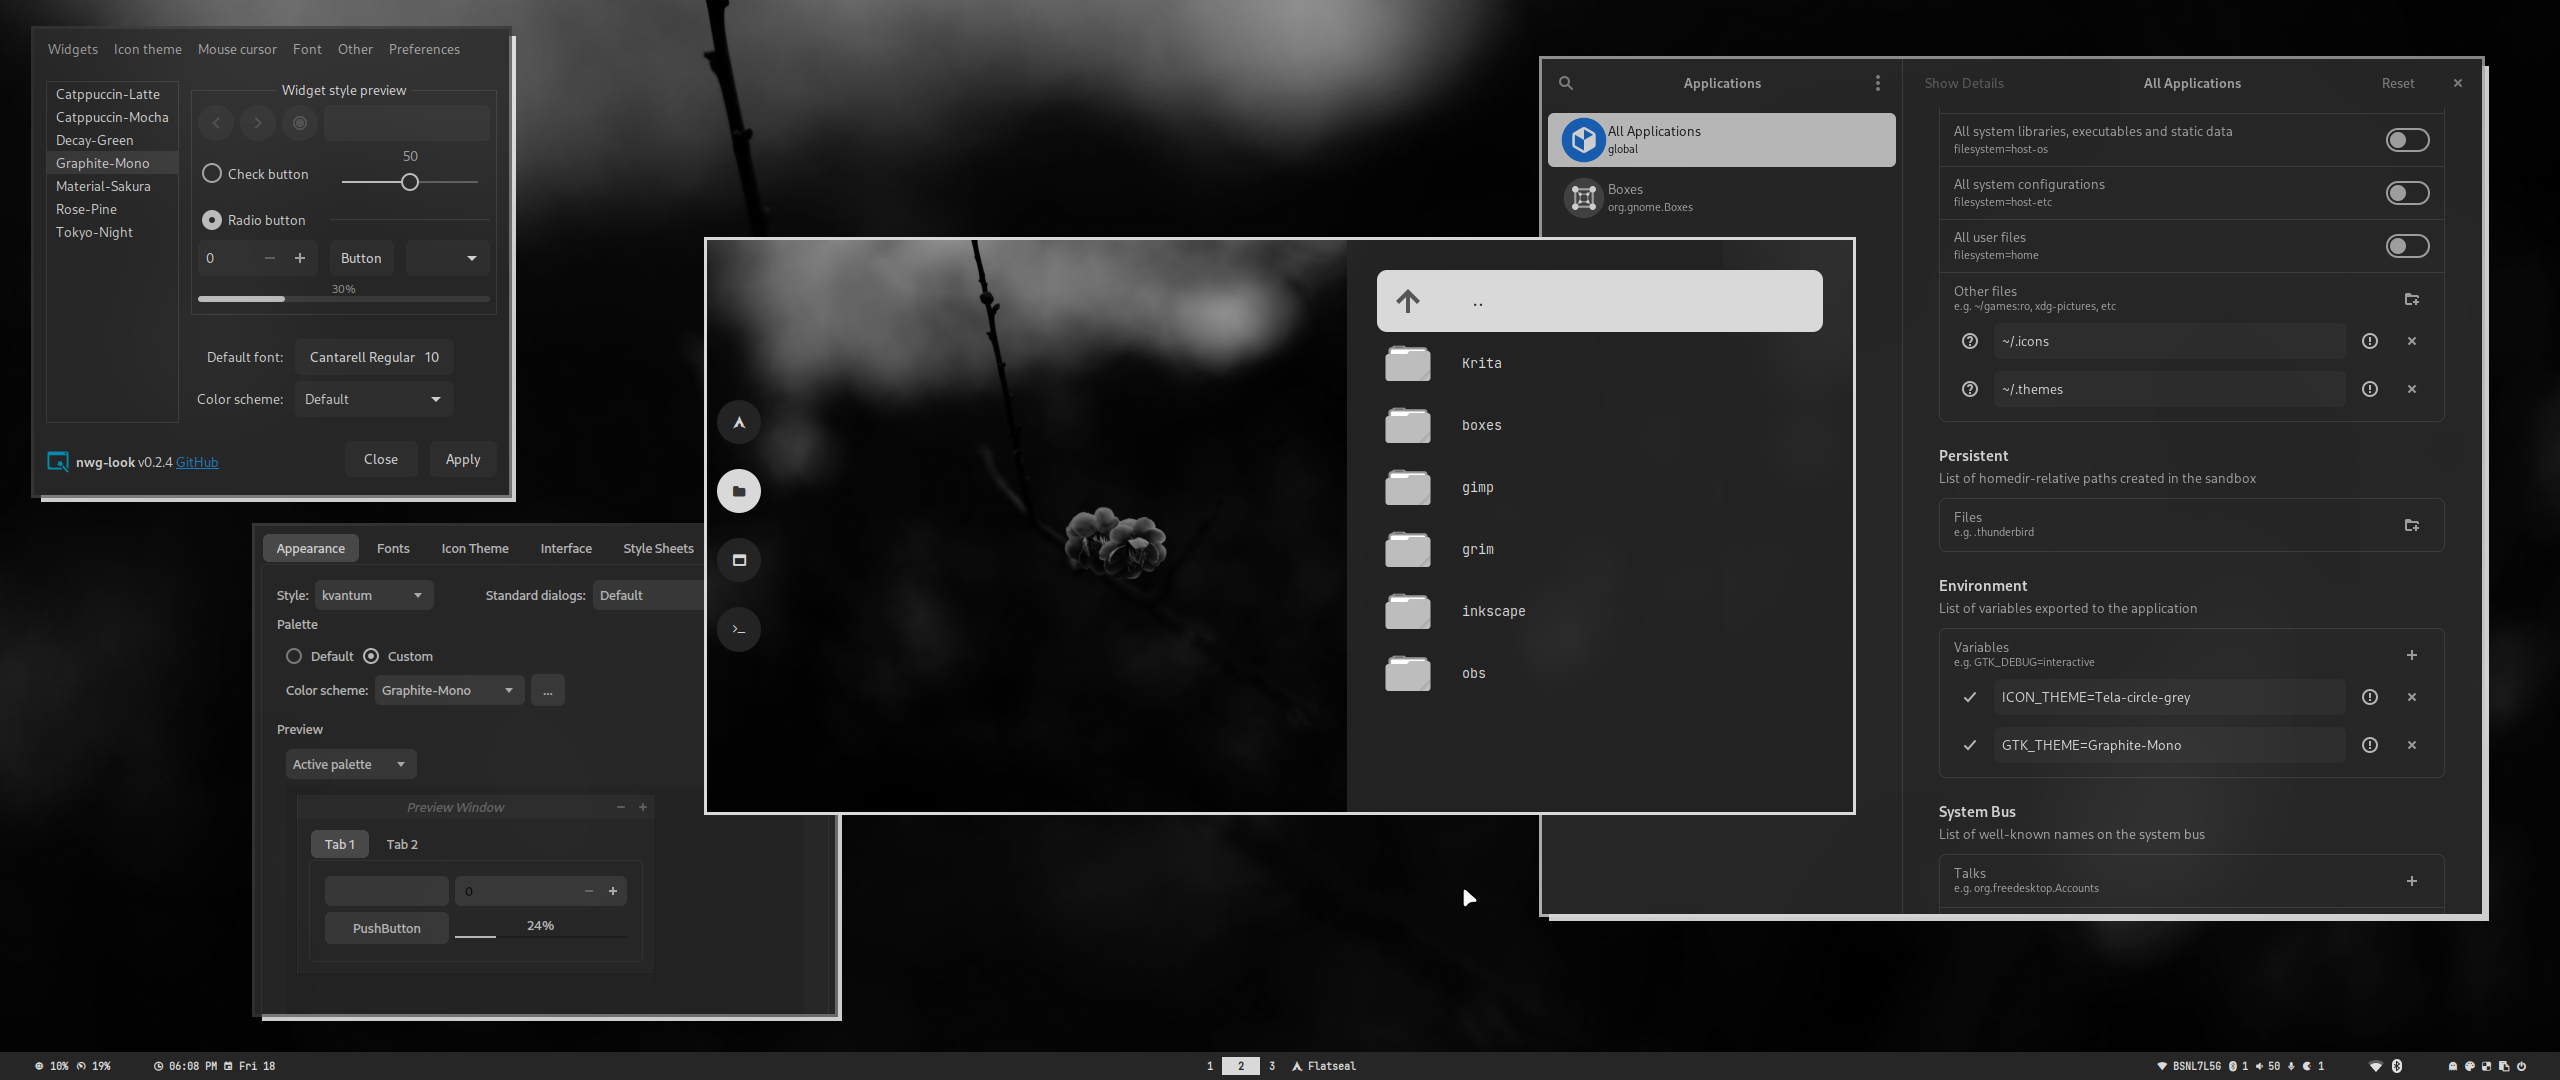 Widgets Icon theme Mouse cursor Font Other Preferences
Catppuccin-Latte
Catppuccin-Mocha
Decay-Green
Graphite-Mono
Material-Sakura
Rose-Pine
Tokyo-Night
Widget style preview
50
Check button
Radio button
0 − + Button
30%
Default font: Cantarell Regular 10
Color scheme: Default
nwg-look v0.2.4 GitHub
Close Apply
Appearance Fonts Icon Theme Interface Style Sheets
Style: kvantum Standard dialogs: Default
Palette
Default Custom
Color scheme: Graphite-Mono ...
Preview
Active palette
Preview Window − +
Tab 1 Tab 2
0 − +
PushButton 24%
..
Krita
boxes
gimp
grim
inkscape
obs
Applications
All Applications
global
Boxes
org.gnome.Boxes
Show Details All Applications Reset
All system libraries, executables and static data
filesystem=host-os
All system configurations
filesystem=host-etc
All user files
filesystem=home
Other files
e.g. ~/games:ro, xdg-pictures, etc
~/.icons
~/.themes
Persistent
List of homedir-relative paths created in the sandbox
Files
e.g. .thunderbird
Environment
List of variables exported to the application
Variables
e.g. GTK_DEBUG=interactive
ICON_THEME=Tela-circle-grey
GTK_THEME=Graphite-Mono
System Bus
List of well-known names on the system bus
Talks
e.g. org.freedesktop.Accounts
10% 19% 06:08 PM Fri 18 1 2 3 Flatseal BSNL7L5G 1 50 1